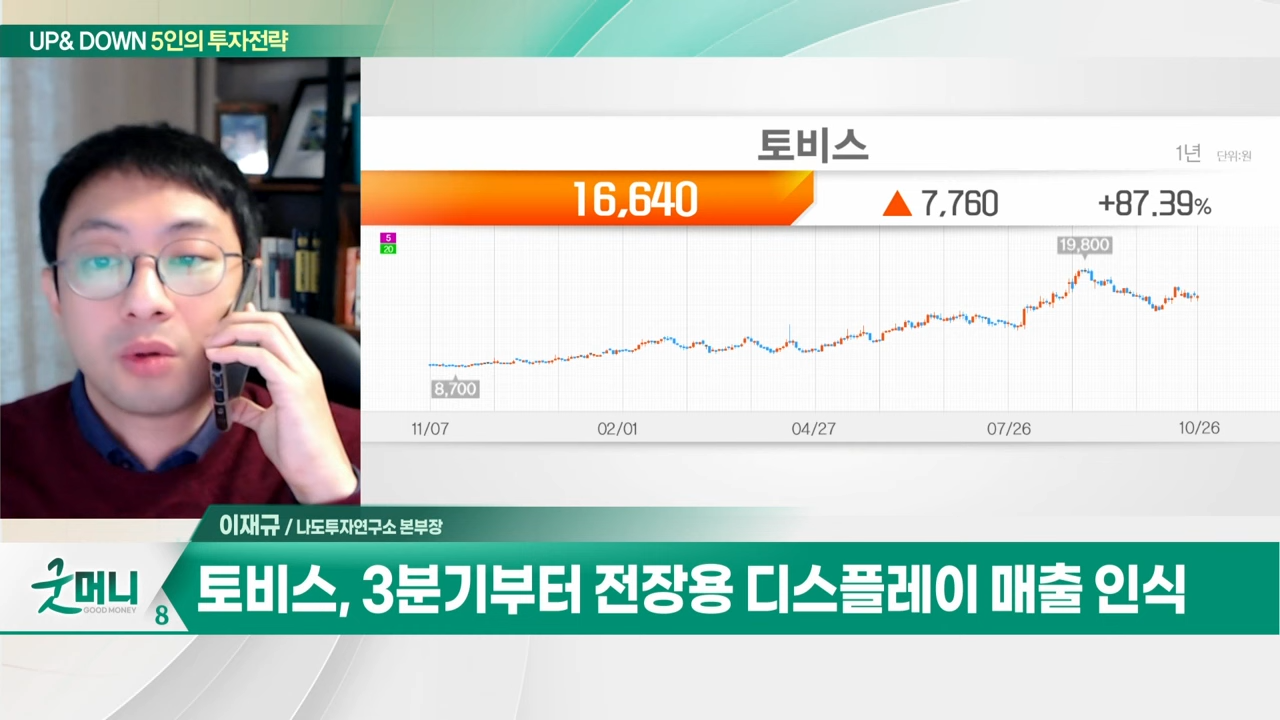 UP& DOWN 5인의 투자전략
토비스
1년 단위:원
16,640 ▲ 7,760 +87.39%
5
20
19,800
8,700
11/07 02/01 04/27 07/26 10/26
이재규 / 나도투자연구소 본부장
굿머니
GOOD MONEY
8
토비스, 3분기부터 전장용 디스플레이 매출 인식